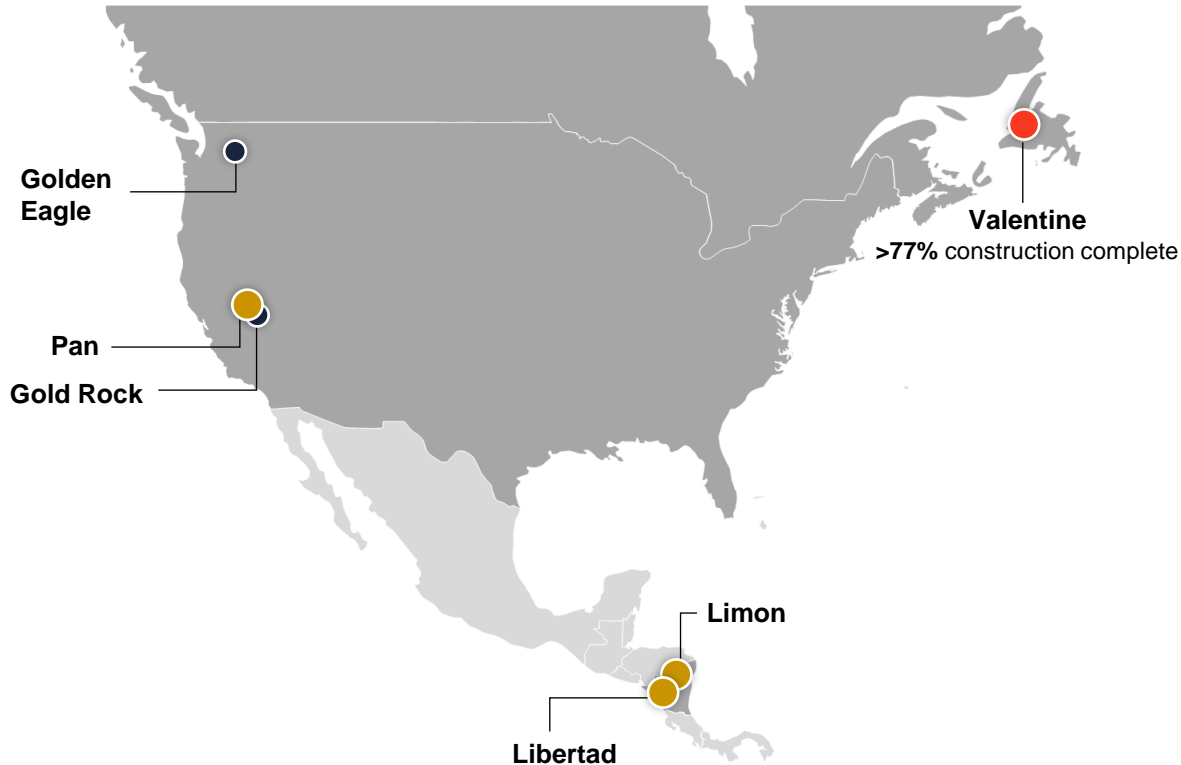 Golden
Eagle
Valentine
>77% construction complete
Pan
Gold Rock
Limon
Libertad